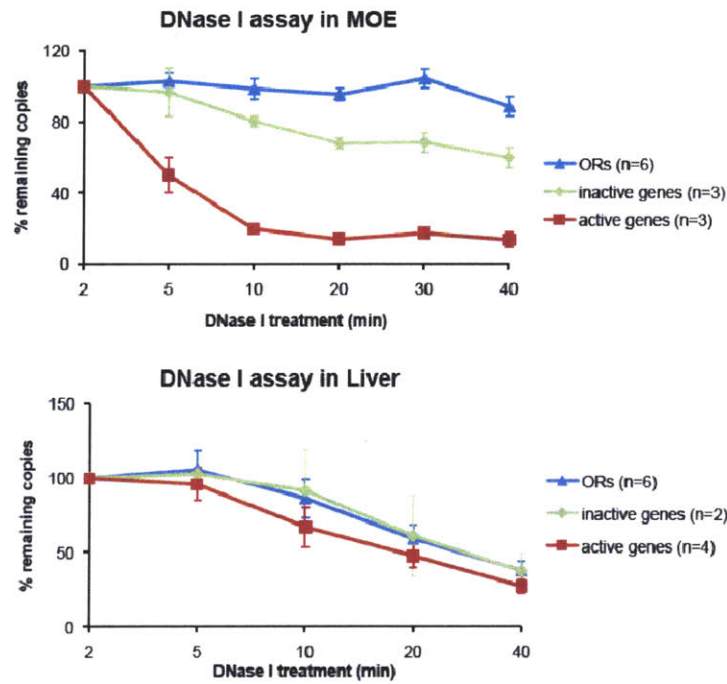 DNase I assay in MOE
120
80
40
0
% remaining copies
2 5 10 20 30 40
DNase I treatment (min)
ORs (n=6)
inactive genes (n=3)
active genes (n=3)
DNase I assay in Liver
150
100
50
0
% remaining copies
2 5 10 20 40
DNase I treatment (min)
ORs (n=6)
inactive genes (n=2)
active genes (n=4)